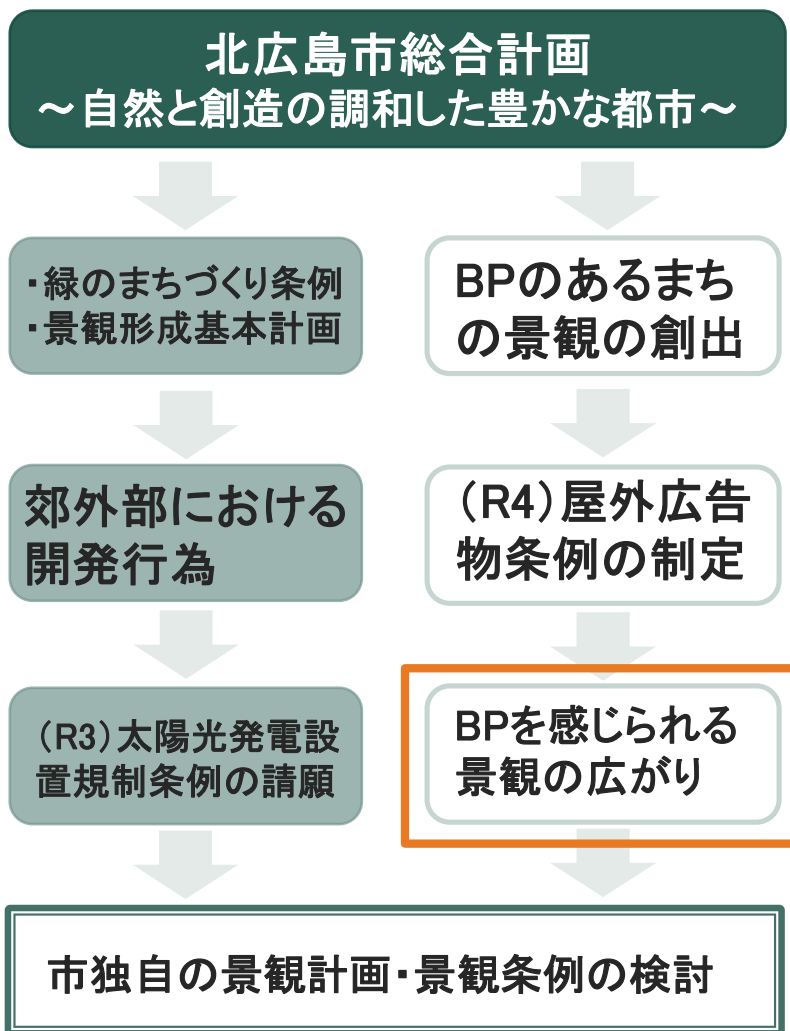 北広島市総合計画
～自然と創造の調和した豊かな都市～
・緑のまちづくり条例
・景観形成基本計画
郊外部における
開発行為
（R3）太陽光発電設
置規制条例の請願
BPのあるまち
の景観の創出
（R4）屋外広告
物条例の制定
BPを感じられる
景観の広がり
市独自の景観計画・景観条例の検討